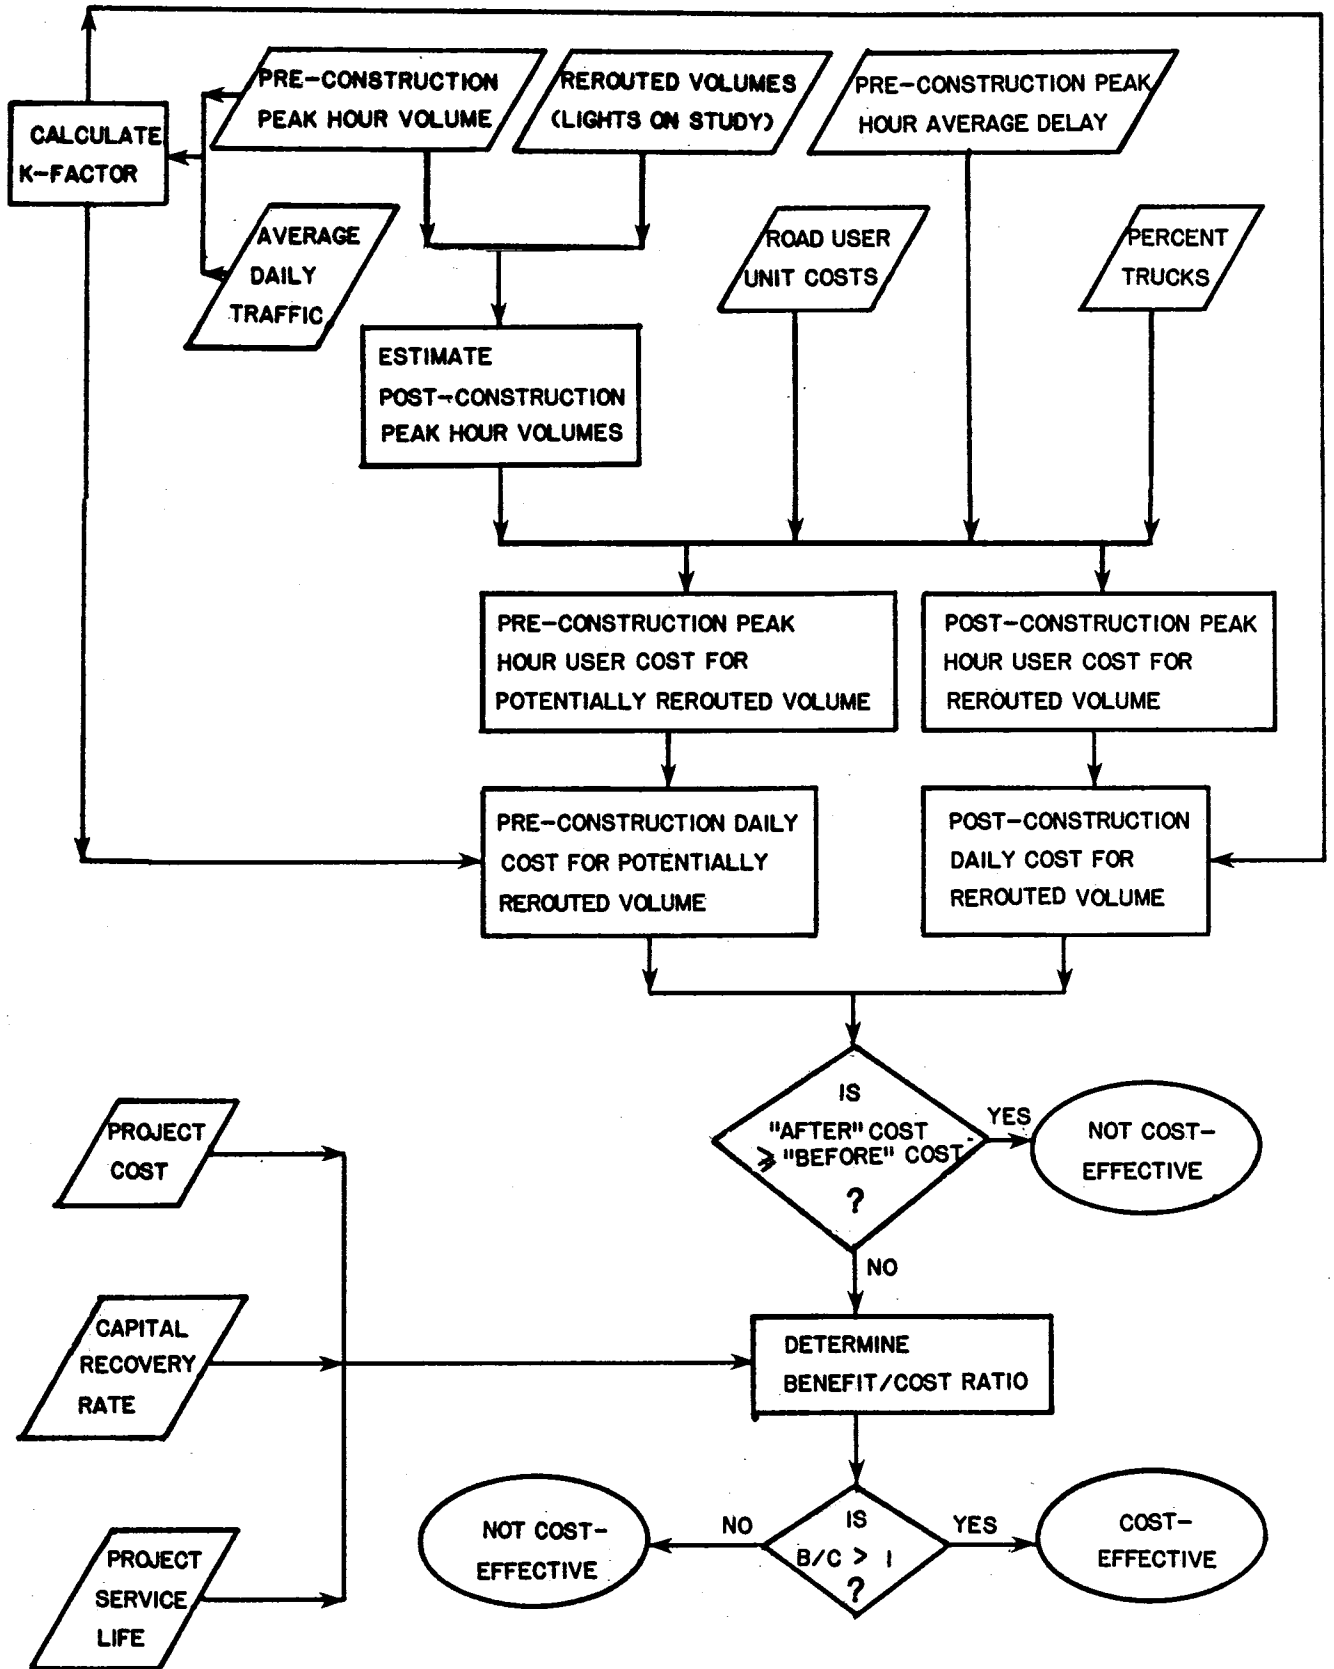 PRE-CONSTRUCTION
PEAK HOUR VOLUME
REROUTED VOLUMES
(LIGHTS ON STUDY)
PRE-CONSTRUCTION PEAK
HOUR AVERAGE DELAY
CALCULATE
K-FACTOR
AVERAGE
DAILY
TRAFFIC
ROAD USER
UNIT COSTS
PERCENT
TRUCKS
ESTIMATE
POST-CONSTRUCTION
PEAK HOUR VOLUMES
PRE-CONSTRUCTION PEAK
HOUR USER COST FOR
POTENTIALLY REROUTED VOLUME
POST-CONSTRUCTION PEAK
HOUR USER COST FOR
REROUTED VOLUME
PRE-CONSTRUCTION DAILY
COST FOR POTENTIALLY
REROUTED VOLUME
POST-CONSTRUCTION
DAILY COST FOR
REROUTED VOLUME
IS
"AFTER" COST
≥ "BEFORE" COST
?
YES
NOT COST-
EFFECTIVE
NO
PROJECT
COST
CAPITAL
RECOVERY
RATE
DETERMINE
BENEFIT/COST RATIO
PROJECT
SERVICE
LIFE
NOT COST-
EFFECTIVE
NO
IS
B/C > 1
?
YES
COST-
EFFECTIVE